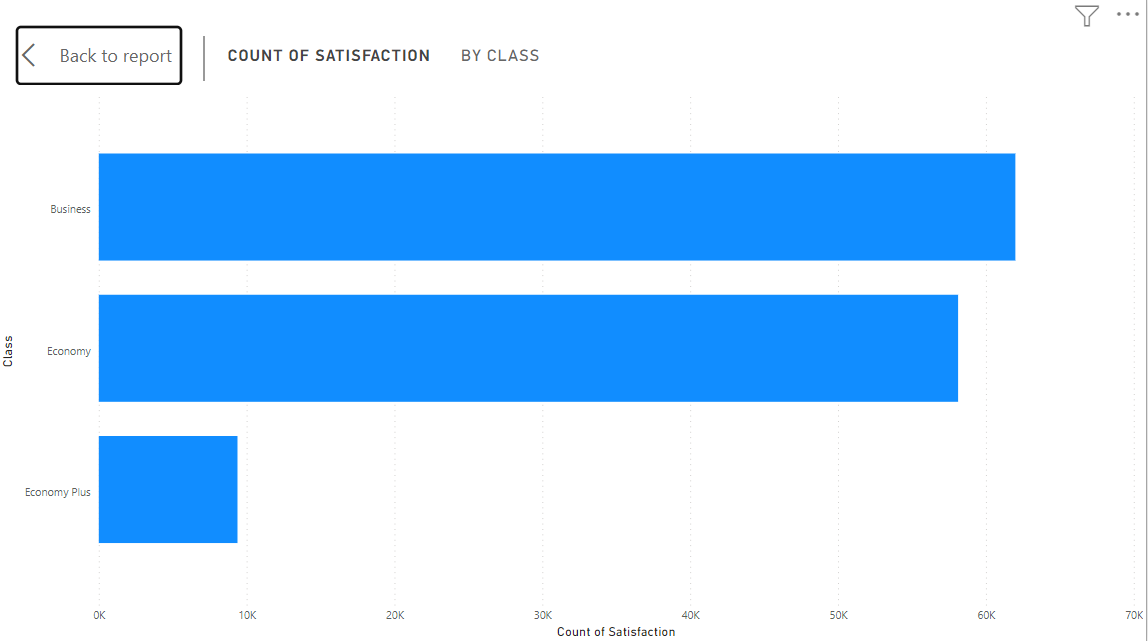 Back to report
COUNT OF SATISFACTION BY CLASS
Class
Business
Economy
Economy Plus
0K 10K 20K 30K 40K 50K 60K 70K
Count of Satisfaction